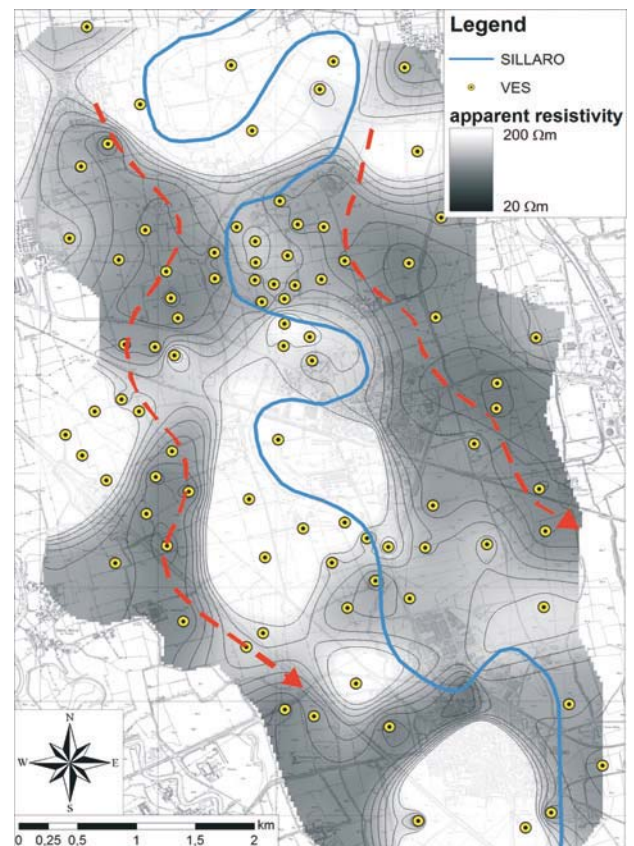 Legend
SILLARO
VES
apparent resistivity
200 Ωm
20 Ωm
N
W E
S
km
0 0,25 0,5 1 1,5 2